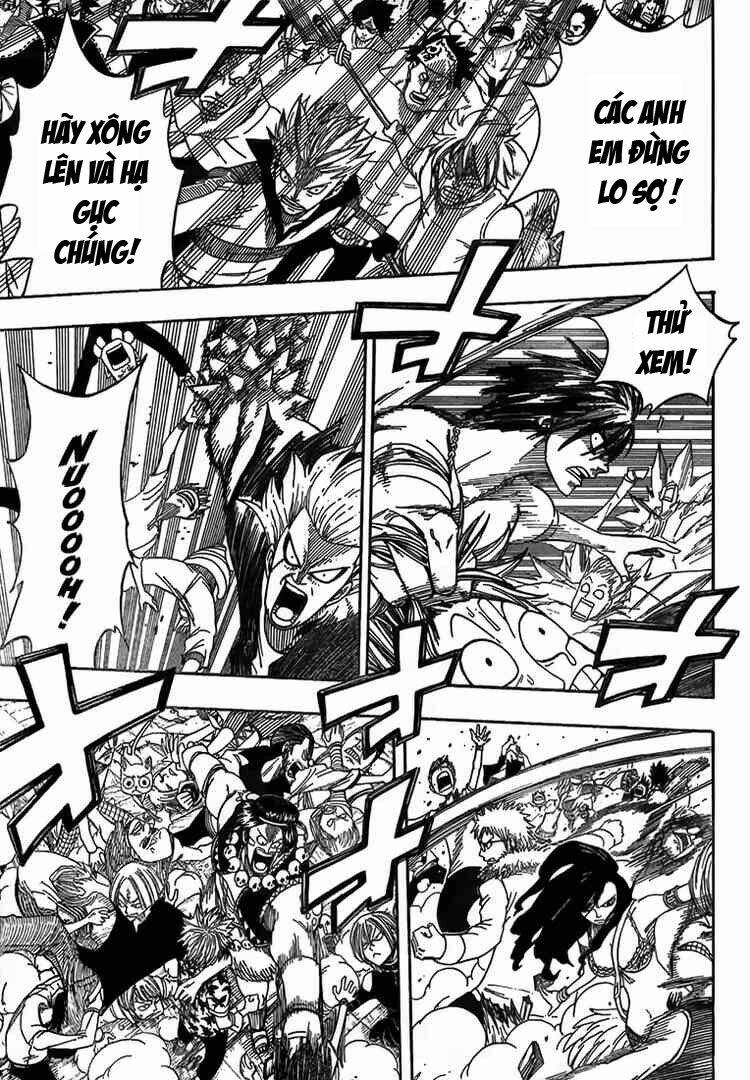 CÁC ANH
EM ĐỪNG
LO SỢ !
HÃY XÔNG
LÊN VÀ HẠ
GỤC
CHÚNG!
THỬ
XEM!
NUOOOOH!